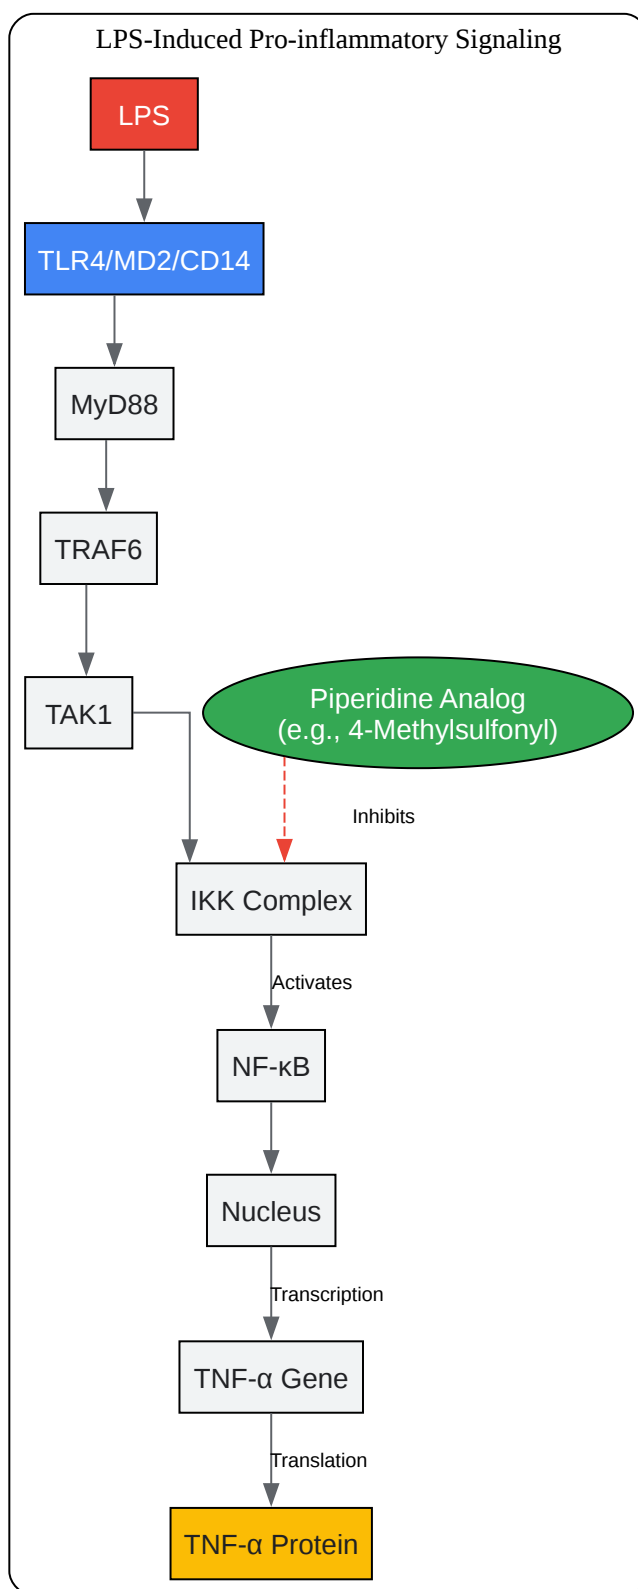 LPS-Induced Pro-inflammatory Signaling
LPS
TLR4/MD2/CD14
MyD88
TRAF6
TAK1
Piperidine Analog
(e.g., 4-Methylsulfonyl)
Inhibits
IKK Complex
Activates
NF-κB
Nucleus
Transcription
TNF-α Gene
Translation
TNF-α Protein